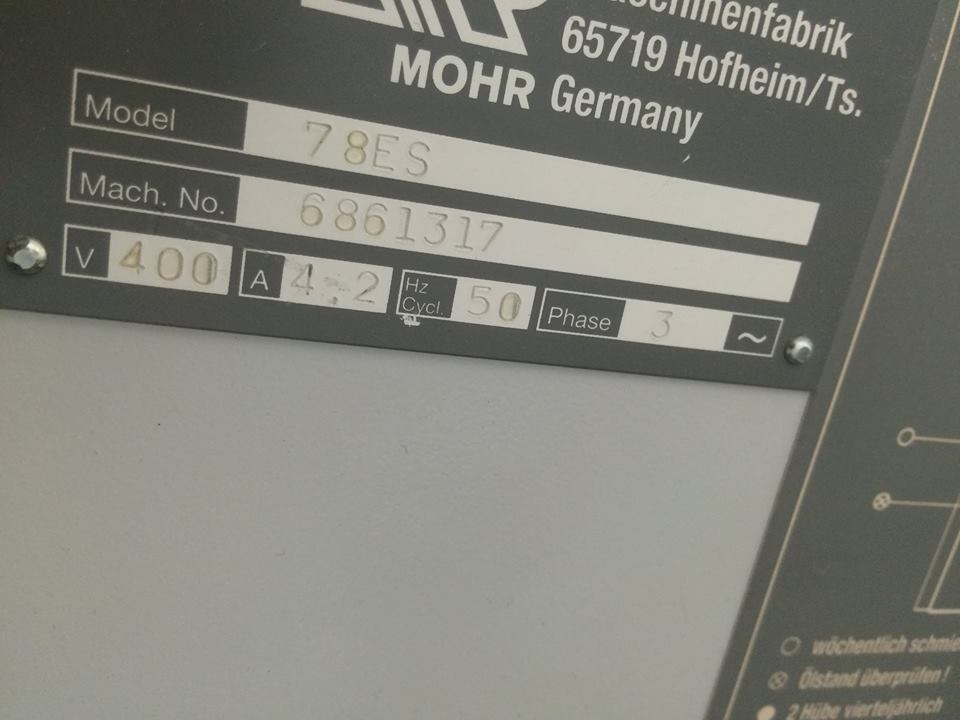 65719 Hofheim/Ts.
MOHR Germany
Model 78ES
Mach. No. 6861317
V 400 A 4.2 Hz Cycl. 50 Phase 3 ~
wöchentlich
Ölstand überprüfen!
2 Hübe vierteljährlich